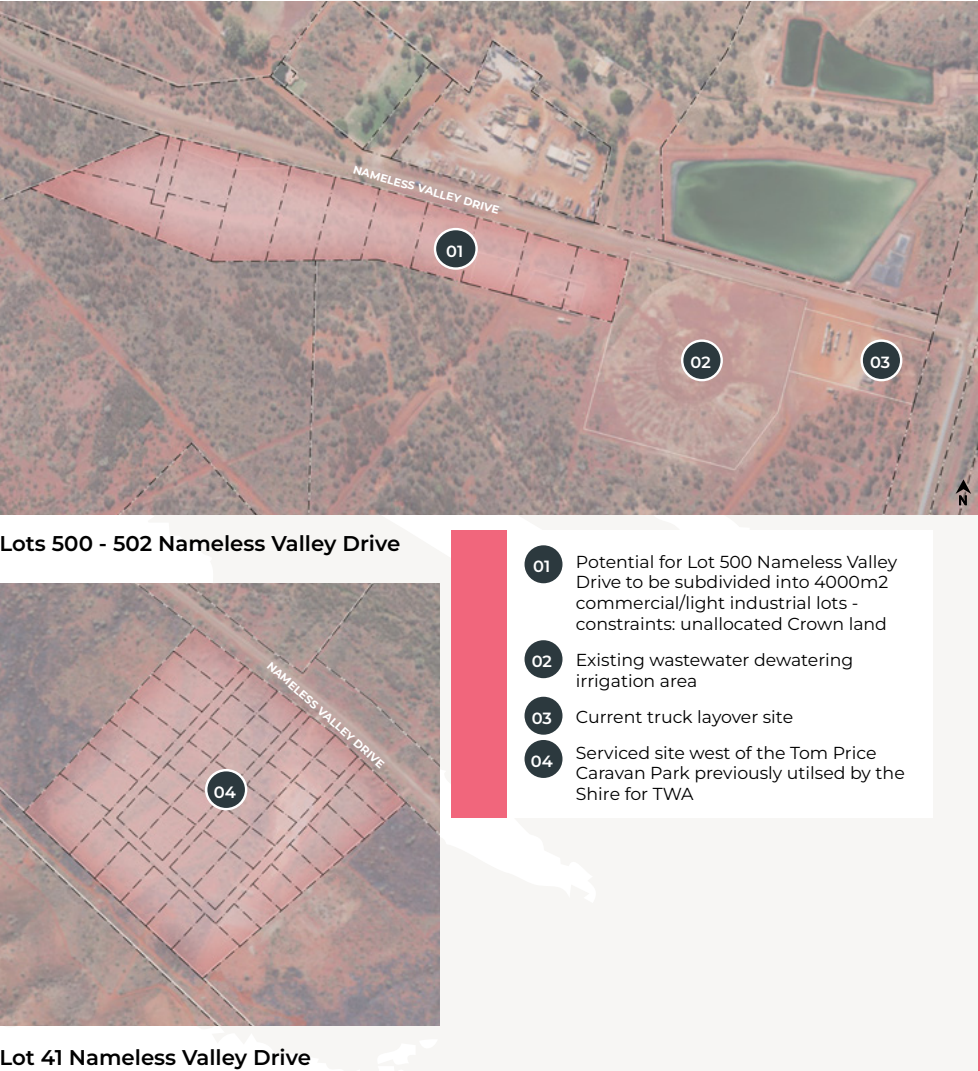 NAMELESS VALLEY DRIVE
01
02
03
N
Lots 500 - 502 Nameless Valley Drive
NAMELESS VALLEY DRIVE
04
Lot 41 Nameless Valley Drive
01 Potential for Lot 500 Nameless Valley
Drive to be subdivided into 4000m2
commercial/light industrial lots -
constraints: unallocated Crown land
02 Existing wastewater dewatering
irrigation area
03 Current truck layover site
04 Serviced site west of the Tom Price
Caravan Park previously utilsed by the
Shire for TWA